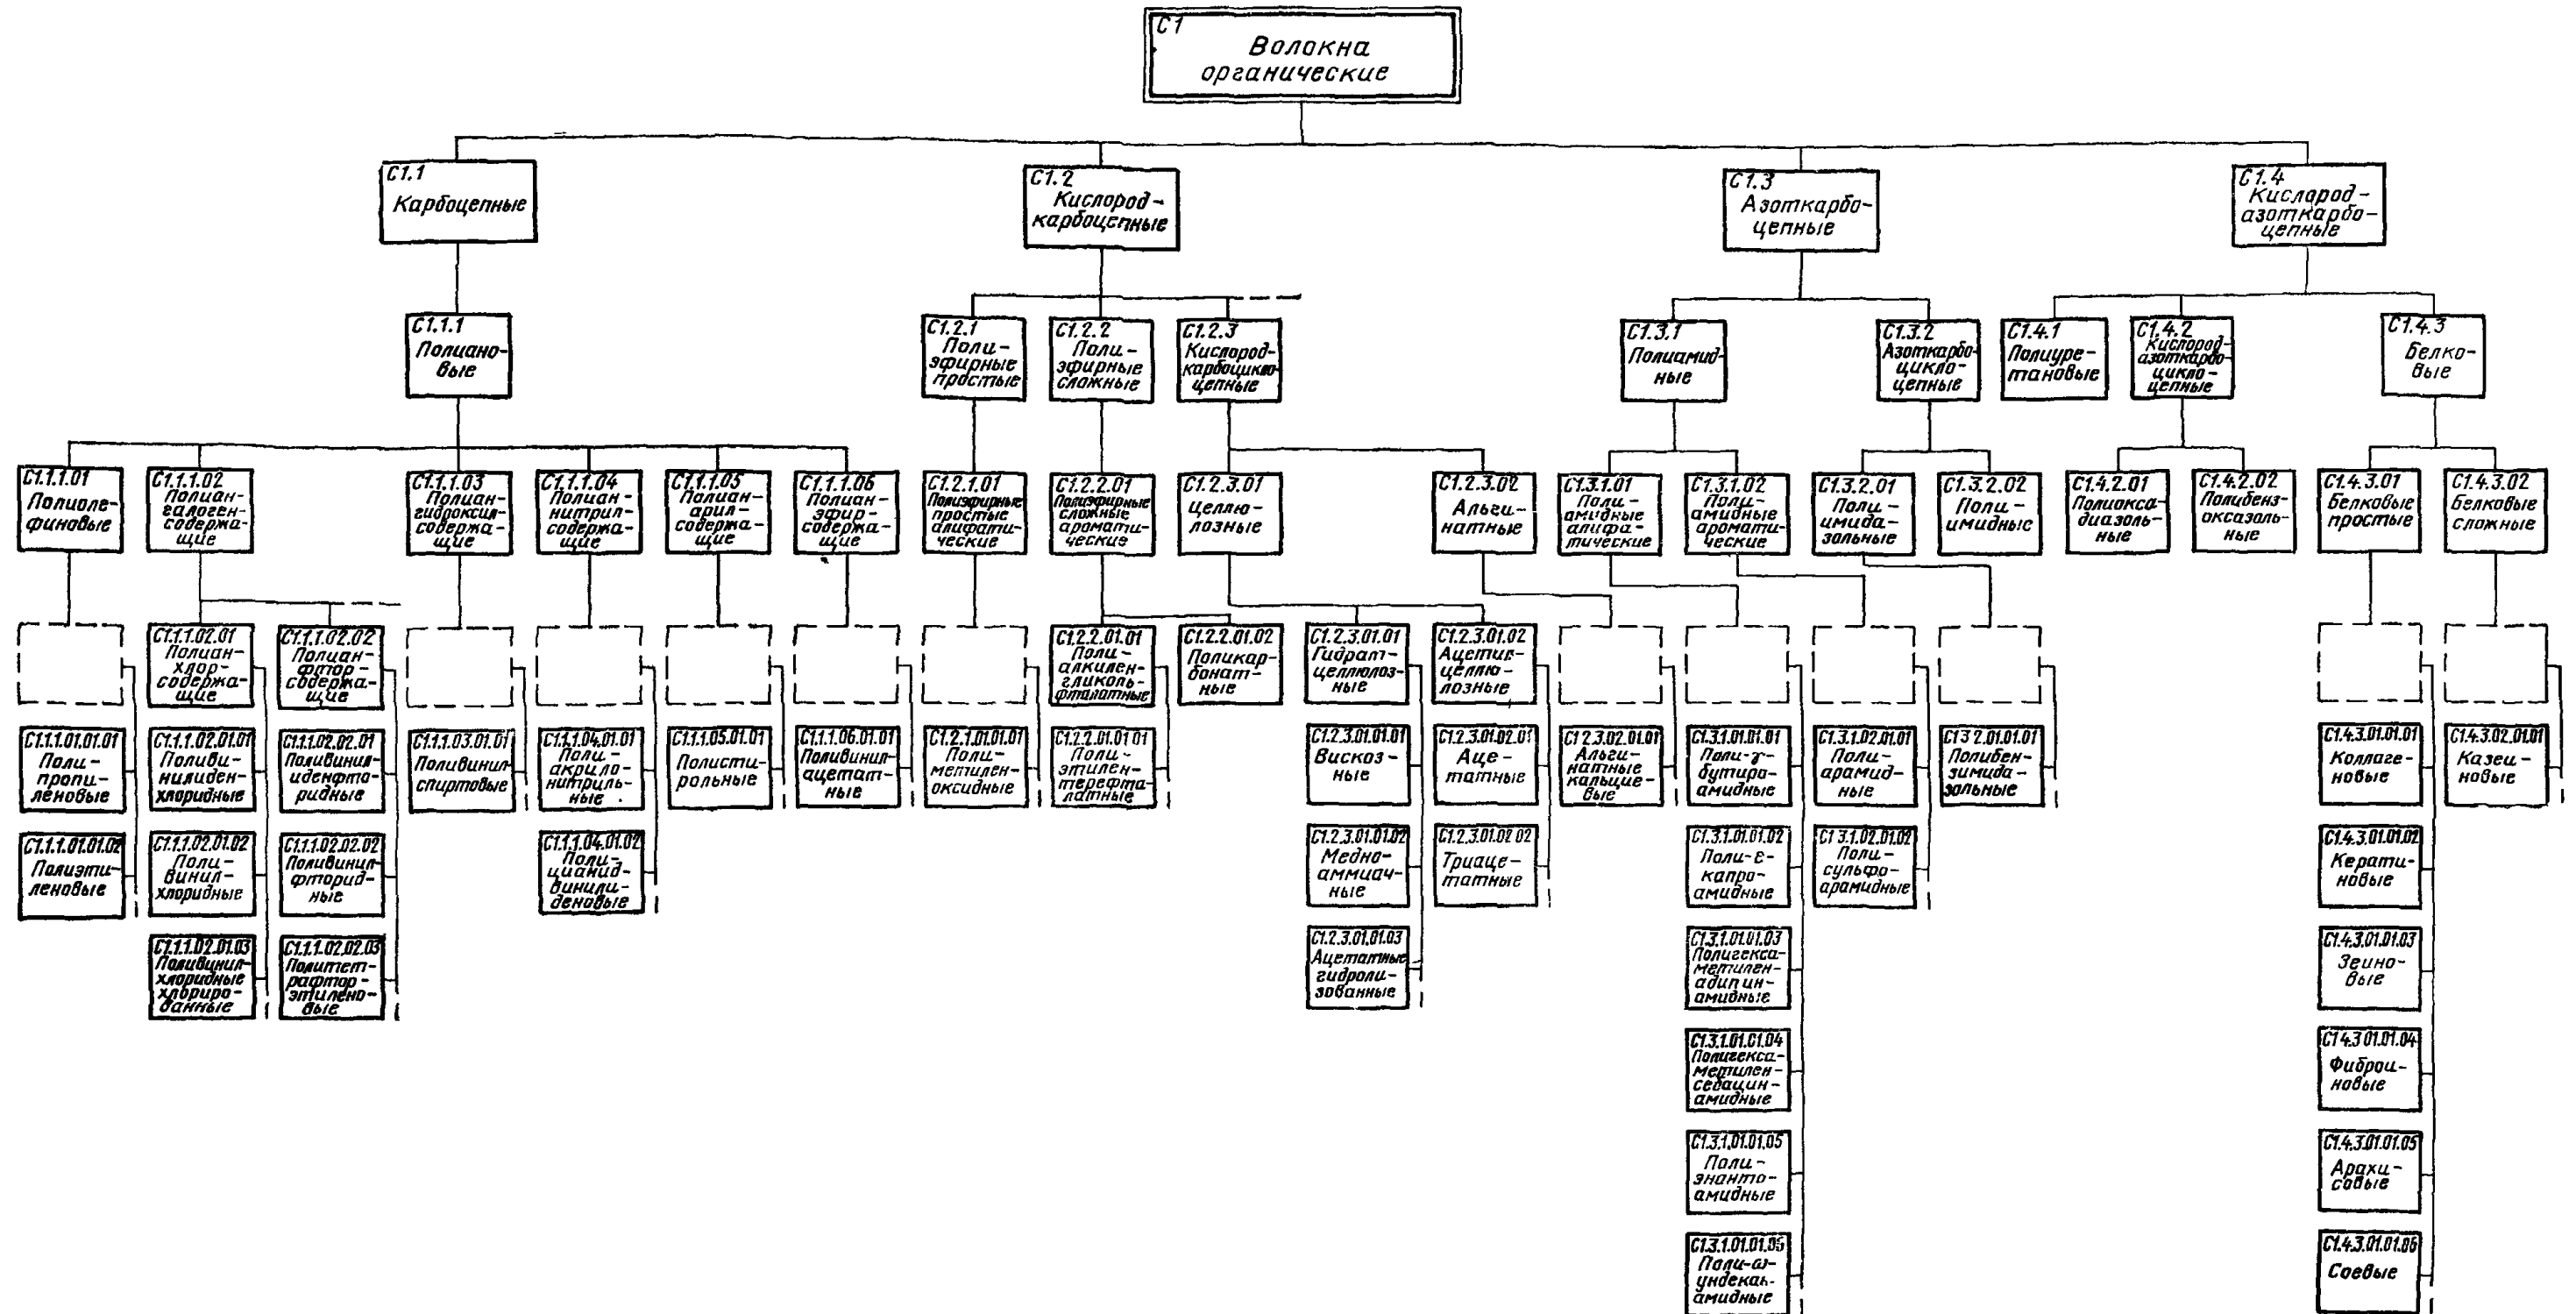 С1
Волокна
органические
С1.1
Карбоцепные
С1.2
Кислород-
карбоцепные
С1.3
Азоткарбо-
цепные
С1.4
Кислород-
азоткарбо-
цепные
С1.1.1
Полиано-
вые
С1.2.1
Поли-
эфирные
простые
С1.2.2
Поли-
эфирные
сложные
С1.2.3
Кислород-
карбоцикло-
цепные
С1.3.1
Полиамид-
ные
С1.3.2
Азоткарбо-
цикло-
цепные
С1.4.1
Полиуре-
тановые
С1.4.2
Кислород-
азоткарбо-
цикло-
цепные
С1.4.3
Белко-
вые
С1.1.1.01
Полиоле-
финовые
С1.1.1.02
Полиан-
галоген-
содержа-
щие
С1.1.1.03
Полиан-
гидроксил-
содержа-
щие
С1.1.1.04
Полиан-
нитрил-
содержа-
щие
С1.1.1.05
Полиан-
арил-
содержа-
щие
С1.1.1.06
Полиан-
эфир-
содержа-
щие
С1.2.1.01
Полиэфирные
простые
алифати-
ческие
С1.2.2.01
Полиэфирные
сложные
аромати-
ческие
С1.2.3.01
Целлю-
лозные
С1.2.3.02
Альги-
натные
С1.3.1.01
Поли-
амидные
алифа-
тические
С1.3.1.02
Поли-
амидные
аромати-
ческие
С1.3.2.01
Поли-
имида-
зольные
С1.3.2.02
Поли-
имидные
С1.4.2.01
Полиокса-
диазоль-
ные
С1.4.2.02
Полибенз-
оксазоль-
ные
С1.4.3.01
Белковые
простые
С1.4.3.02
Белковые
сложные
С1.1.1.02.01
Полиан-
хлор-
содержа-
щие
С1.1.1.02.02
Полиан-
фтор-
содержа-
щие
С1.2.2.01.01
Поли-
алкилен-
гликоль-
фталатные
С1.2.2.01.02
Поликар-
бонат-
ные
С1.2.3.01.01
Гидрат-
целлюлоз-
ные
С1.2.3.01.02
Ацетил-
целлю-
лозные
С1.1.1.01.01.01
Поли-
пропи-
леновые
С1.1.1.02.01.01
Поливи-
нилиден-
хлоридные
С1.1.1.02.02.01
Поливинил-
иденфто-
ридные
С1.1.1.03.01.01
Поливинил-
спиртовые
С1.1.1.04.01.01
Поли-
акрило-
нитриль-
ные
С1.1.1.05.01.01
Полисти-
рольные
С1.1.1.06.01.01
Поливинил-
ацетат-
ные
С1.2.1.01.01.01
Поли-
метилен-
оксидные
С1.2.2.01.01 01
Поли-
этилен-
терефта-
латные
С1.2.3.01.01.01
Вискоз-
ные
С1.2.3.01.02.01
Аце-
татные
С1 2.3.02.01.01
Альги-
натные
кальцие-
вые
С1.3.1.01.01.01
Поли-γ-
бутиро-
амидные
С1.3.1.02.01.01
Поли-
арамид-
ные
С1 3 2.01.01.01
Полибен-
зимида-
зольные
С1.4.3.01.01.01
Коллаге-
новые
С1.4.3.02.01.01
Казеи-
новые
С1.1.1.01.01.02
Полиэти-
леновые
С1.1.1.02.01.02
Поли-
винил-
хлоридные
С1.1.1.02.02.02
Поливинил-
фторид-
ные
С1.1.1.04.01.02
Поли-
цианид-
винили-
деновые
С1.2.3.01.01.02
Медно-
аммиач-
ные
С1.2.3.01.02 02
Триаце-
татные
С1.3.1.01.01.02
Поли-ε-
капро-
амидные
С1 3.1.02.01.02
Поли-
сульфо-
арамидные
С1.4.3.01.01.02
Керати-
новые
С1.1.1.02.01.03
Поливинил-
хлоридные
хлориро-
ванные
С1.1.1.02.02.03
Политет-
рафтор-
этилено-
вые
С1.2.3.01.01.03
Ацетатные
гидроли-
зованные
С1.3.1.01.01.03
Полигекса-
метилен-
адипин-
амидные
С1.4.3.01.01.03
Зеино-
вые
С1.3.1.01.01.04
Полигекса-
метилен-
себацин-
амидные
С1 4.3 01.01.04
Фиброи-
новые
С1.3.1.01.01.05
Поли-
энанто-
амидные
С1.4.3.01.01.05
Арахи-
совые
С1.3.1.01.01.06
Поли-ω-
ундекан-
амидные
С1.4.3.01.01.06
Соевые